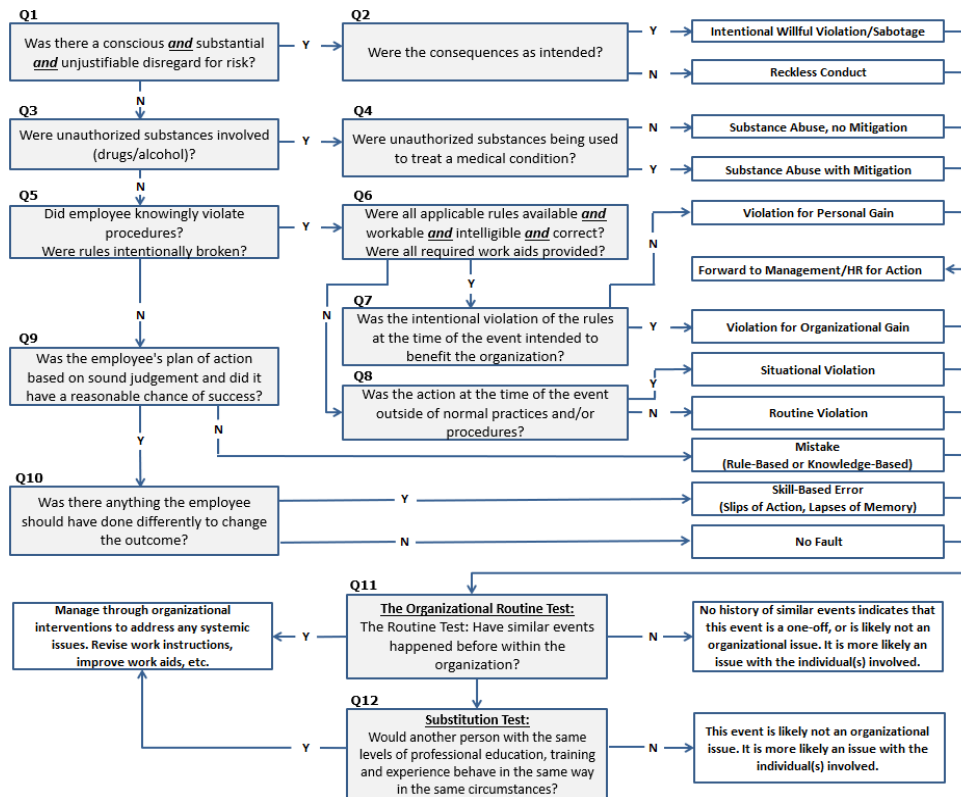 Q1
Was there a conscious and substantial
and unjustifiable disregard for risk?
Y
N
Q2
Were the consequences as intended?
Y
N
Intentional Willful Violation/Sabotage
Reckless Conduct
Q3
Were unauthorized substances involved
(drugs/alcohol)?
Y
N
Q4
Were unauthorized substances being used
to treat a medical condition?
N
Y
Substance Abuse, no Mitigation
Substance Abuse with Mitigation
Q5
Did employee knowingly violate
procedures?
Were rules intentionally broken?
Y
N
Q6
Were all applicable rules available and
workable and intelligible and correct?
Were all required work aids provided?
N
Y
N
Violation for Personal Gain
Forward to Management/HR for Action
Q7
Was the intentional violation of the rules
at the time of the event intended to
benefit the organization?
Y
Violation for Organizational Gain
Q8
Was the action at the time of the event
outside of normal practices and/or
procedures?
Y
N
Situational Violation
Routine Violation
Q9
Was the employee's plan of action
based on sound judgement and did it
have a reasonable chance of success?
Y
N
Mistake
(Rule-Based or Knowledge-Based)
Q10
Was there anything the employee
should have done differently to change
the outcome?
Y
N
Skill-Based Error
(Slips of Action, Lapses of Memory)
No Fault
Q11
The Organizational Routine Test:
The Routine Test: Have similar events
happened before within the
organization?
Y
N
Manage through organizational
interventions to address any systemic
issues. Revise work instructions,
improve work aids, etc.
No history of similar events indicates that
this event is a one-off, or is likely not an
organizational issue. It is more likely an
issue with the individual(s) involved.
Q12
Substitution Test:
Would another person with the same
levels of professional education, training
and experience behave in the same way
in the same circumstances?
Y
N
This event is likely not an organizational
issue. It is more likely an issue with the
individual(s) involved.